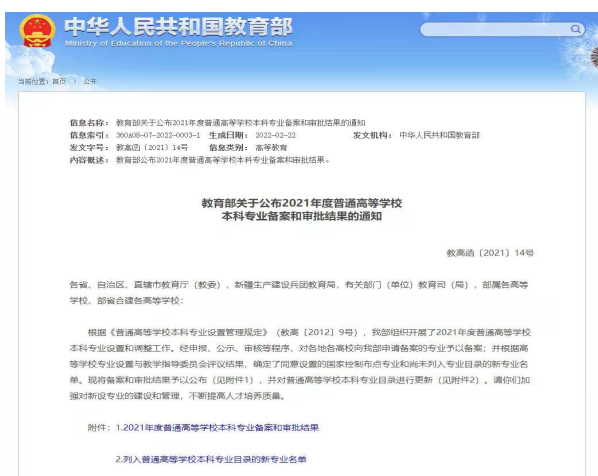 中华人民共和国教育部
Ministry of Education of the People's Republic of China
当前位置：首页 > 公开
信息名称： 教育部关于公布2021年度普通高等学校本科专业备案和审批结果的通知
信息索引： 360A08-07-2022-0003-1 生成日期： 2022-02-22 发文机构： 中华人民共和国教育部
发文字号： 教高函〔2021〕14号 信息类别： 高等教育
内容概述： 教育部公布2021年度普通高等学校本科专业备案和审批结果。
教育部关于公布2021年度普通高等学校
本科专业备案和审批结果的通知
教高函〔2021〕14号
各省、自治区、直辖市教育厅（教委），新疆生产建设兵团教育局，有关部门（单位）教育司（局），部属各高等
学校、部省合建各高等学校：
根据《普通高等学校本科专业设置管理规定》（教高〔2012〕9号），我部组织开展了2021年度普通高等学校
本科专业设置和调整工作。经申报、公示、审核等程序，对各地各高校向我部申请备案的专业予以备案；并根据高
等学校专业设置与教学指导委员会评议结果，确定了同意设置的国家控制布点专业和尚未列入专业目录的新专业名
单。现将备案和审批结果予以公布（见附件1），并对普通高等学校本科专业目录进行更新（见附件2）。请你们加
强对新设专业的建设和管理，不断提高人才培养质量。
附件：1.2021年度普通高等学校本科专业备案和审批结果
2.列入普通高等学校本科专业目录的新专业名单